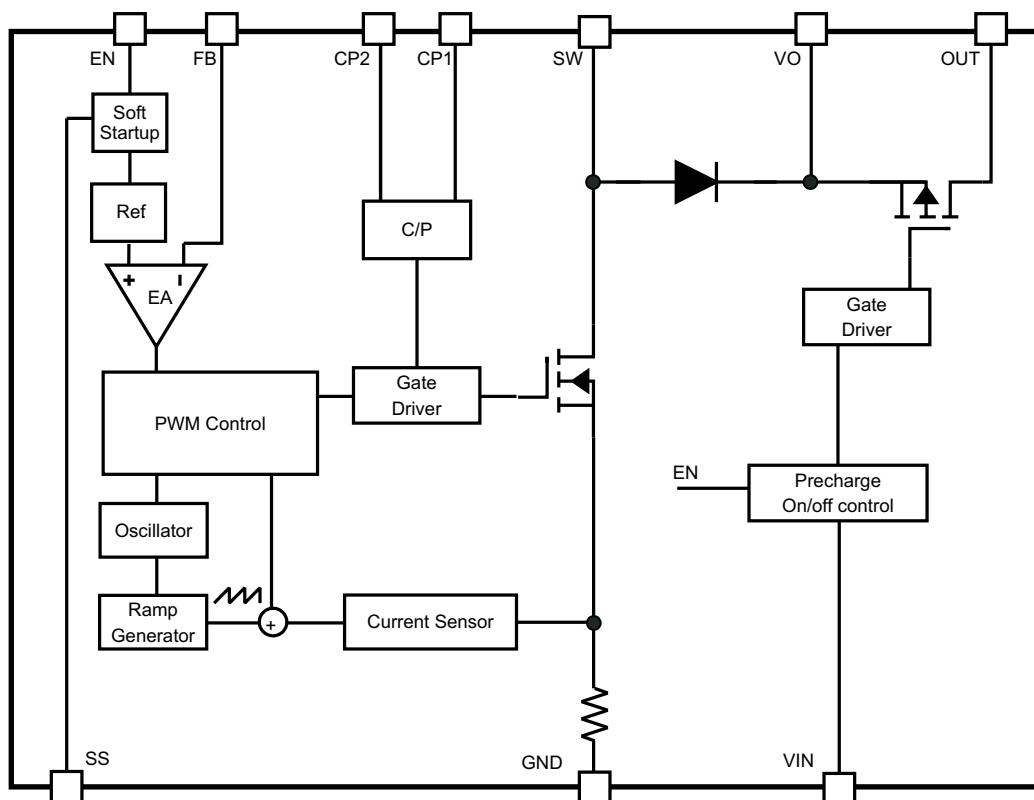 EN
FB
CP2
CP1
SW
VO
OUT
Soft
Startup
Ref
C/P
+
-
EA
Gate
Driver
Gate
Driver
PWM Control
EN
Precharge
On/off control
Oscillator
Ramp
Generator
+
Current Sensor
SS
GND
VIN